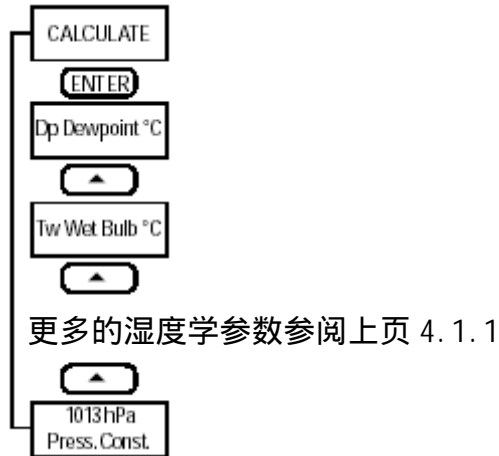 CALCULATE
ENTER
Dp Dewpoint °C
Tw Wet Bulb °C
更多的湿度学参数参阅上页 4.1.1
1013 hPa
Press. Const.